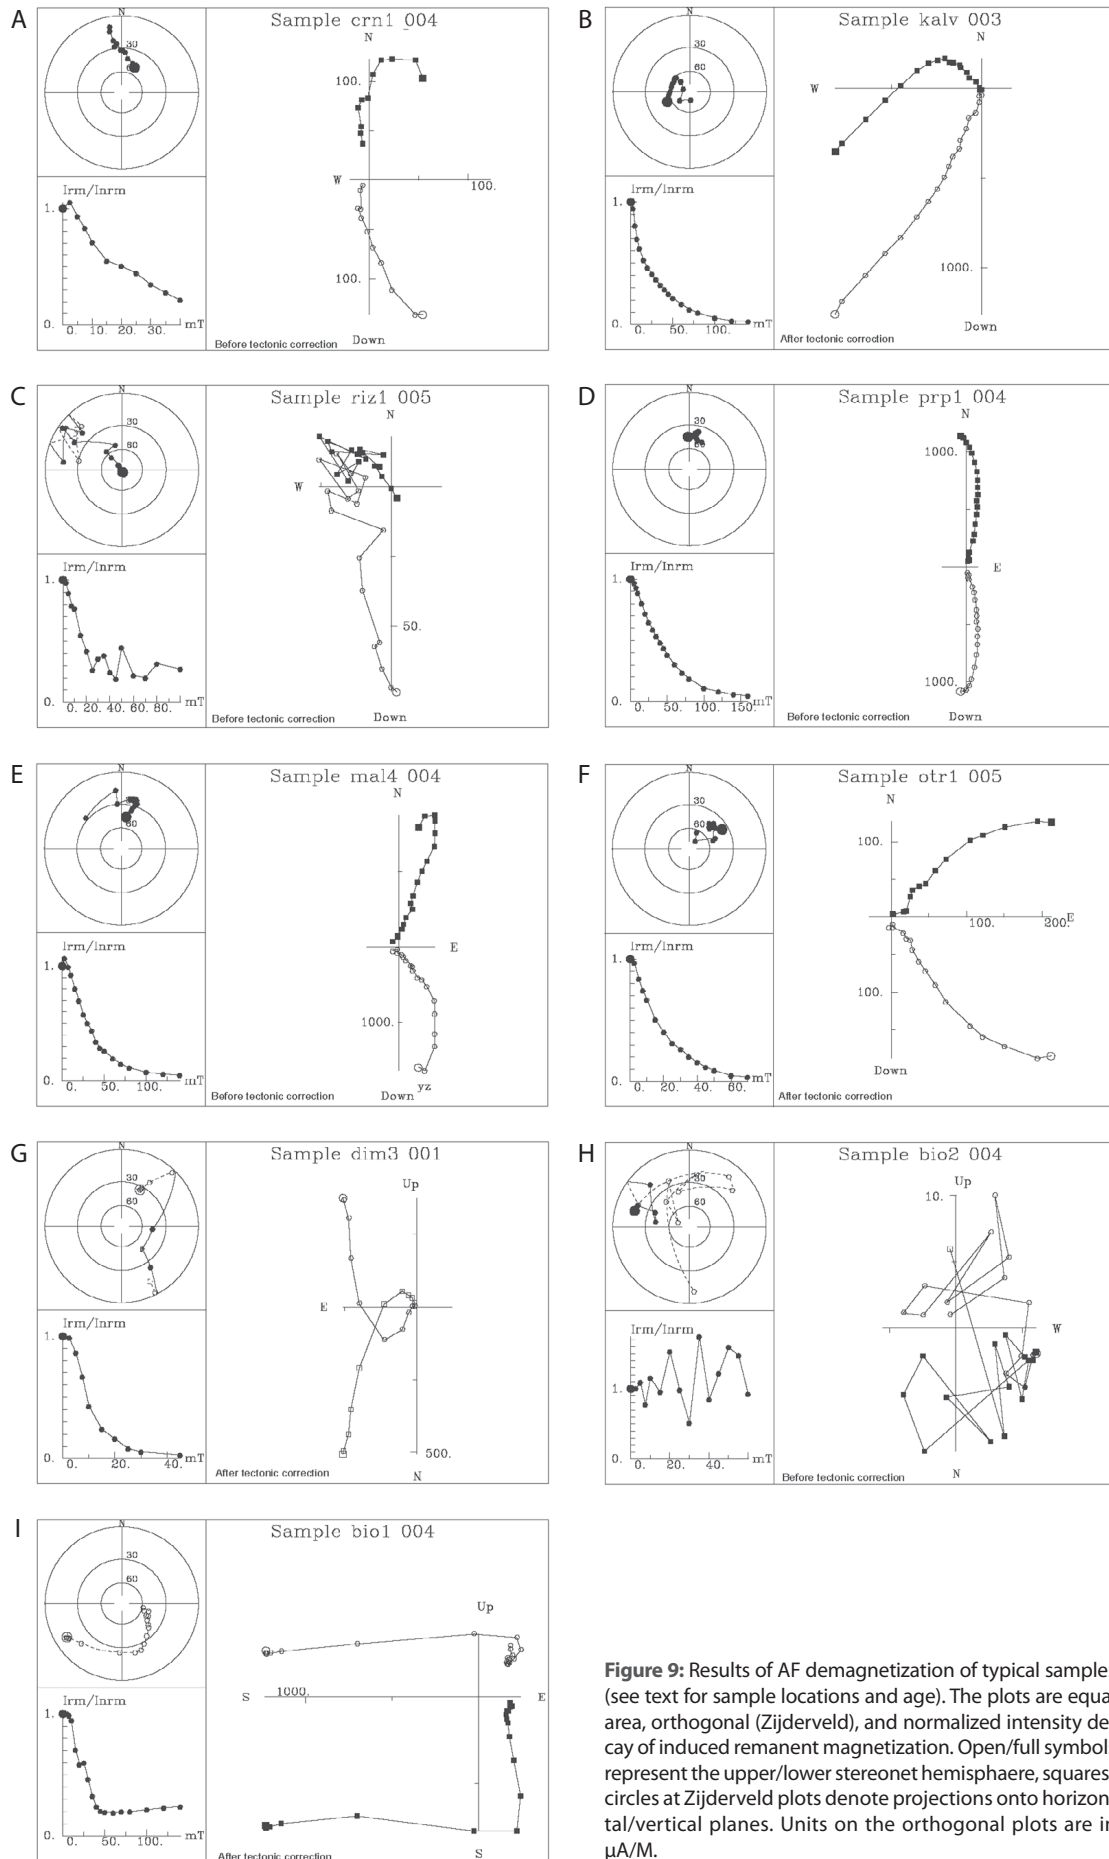 A
Sample crn1_004
N
30
60
N
100.
W
100.
100.
Down
Irm/Inrm
1.
0.
0. 10. 20. 30. mT
Before tectonic correction
B
Sample kalv 003
N
30
60
N
W
1000.
Down
Irm/Inrm
1.
0.
0. 50. 100. mT
After tectonic correction
C
Sample riz1 005
N
30
60
N
W
50.
Down
Irm/Inrm
1.
0.
0. 20. 40. 60. 80. mT
Before tectonic correction
D
Sample prp1 004
N
30
60
N
1000.
E
1000.
Down
Irm/Inrm
1.
0.
0. 50. 100. 150. mT
Before tectonic correction
E
Sample mal4 004
N
60
N
E
1000.
yz
Down
Irm/Inrm
1.
0.
0. 50. 100. mT
Before tectonic correction
F
Sample otr1 005
N
30
60
N
100.
100. 200. E
100.
Down
Irm/Inrm
1.
0.
0. 20. 40. 60. mT
After tectonic correction
G
Sample dim3 001
N
30
60
Up
E
500.
N
Irm/Inrm
1.
0.
0. 20. 40. mT
After tectonic correction
H
Sample bio2 004
N
30
60
Up
10.
W
N
Irm/Inrm
1.
0.
0. 20. 40. mT
Before tectonic correction
I
Sample bio1 004
N
30
60
Up
S
1000.
E
S
Irm/Inrm
1.
0.
0. 50. 100. mT
After tectonic correction
Figure 9: Results of AF demagnetization of typical sample
(see text for sample locations and age). The plots are equa
area, orthogonal (Zijderveld), and normalized intensity de
cay of induced remanent magnetization. Open/full symbol
represent the upper/lower stereonet hemisphaere, squares
circles at Zijderveld plots denote projections onto horizon
tal/vertical planes. Units on the orthogonal plots are in
µA/M.